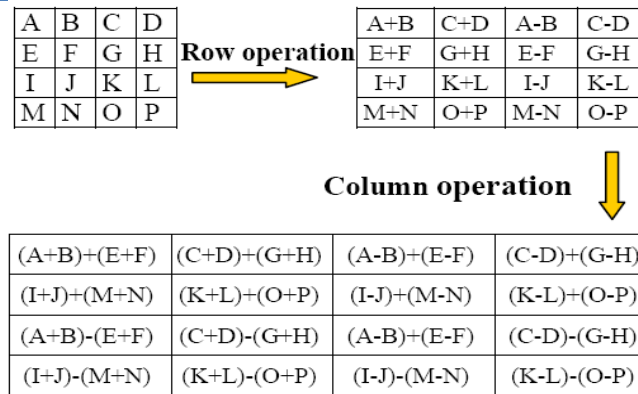 A B C D
E F G H
I J K L
M N O P
Row operation
A+B C+D A-B C-D
E+F G+H E-F G-H
I+J K+L I-J K-L
M+N O+P M-N O-P
Column operation
(A+B)+(E+F) (C+D)+(G+H) (A-B)+(E-F) (C-D)+(G-H)
(I+J)+(M+N) (K+L)+(O+P) (I-J)+(M-N) (K-L)+(O-P)
(A+B)-(E+F) (C+D)-(G+H) (A-B)+(E-F) (C-D)-(G-H)
(I+J)-(M+N) (K+L)-(O+P) (I-J)-(M-N) (K-L)-(O-P)